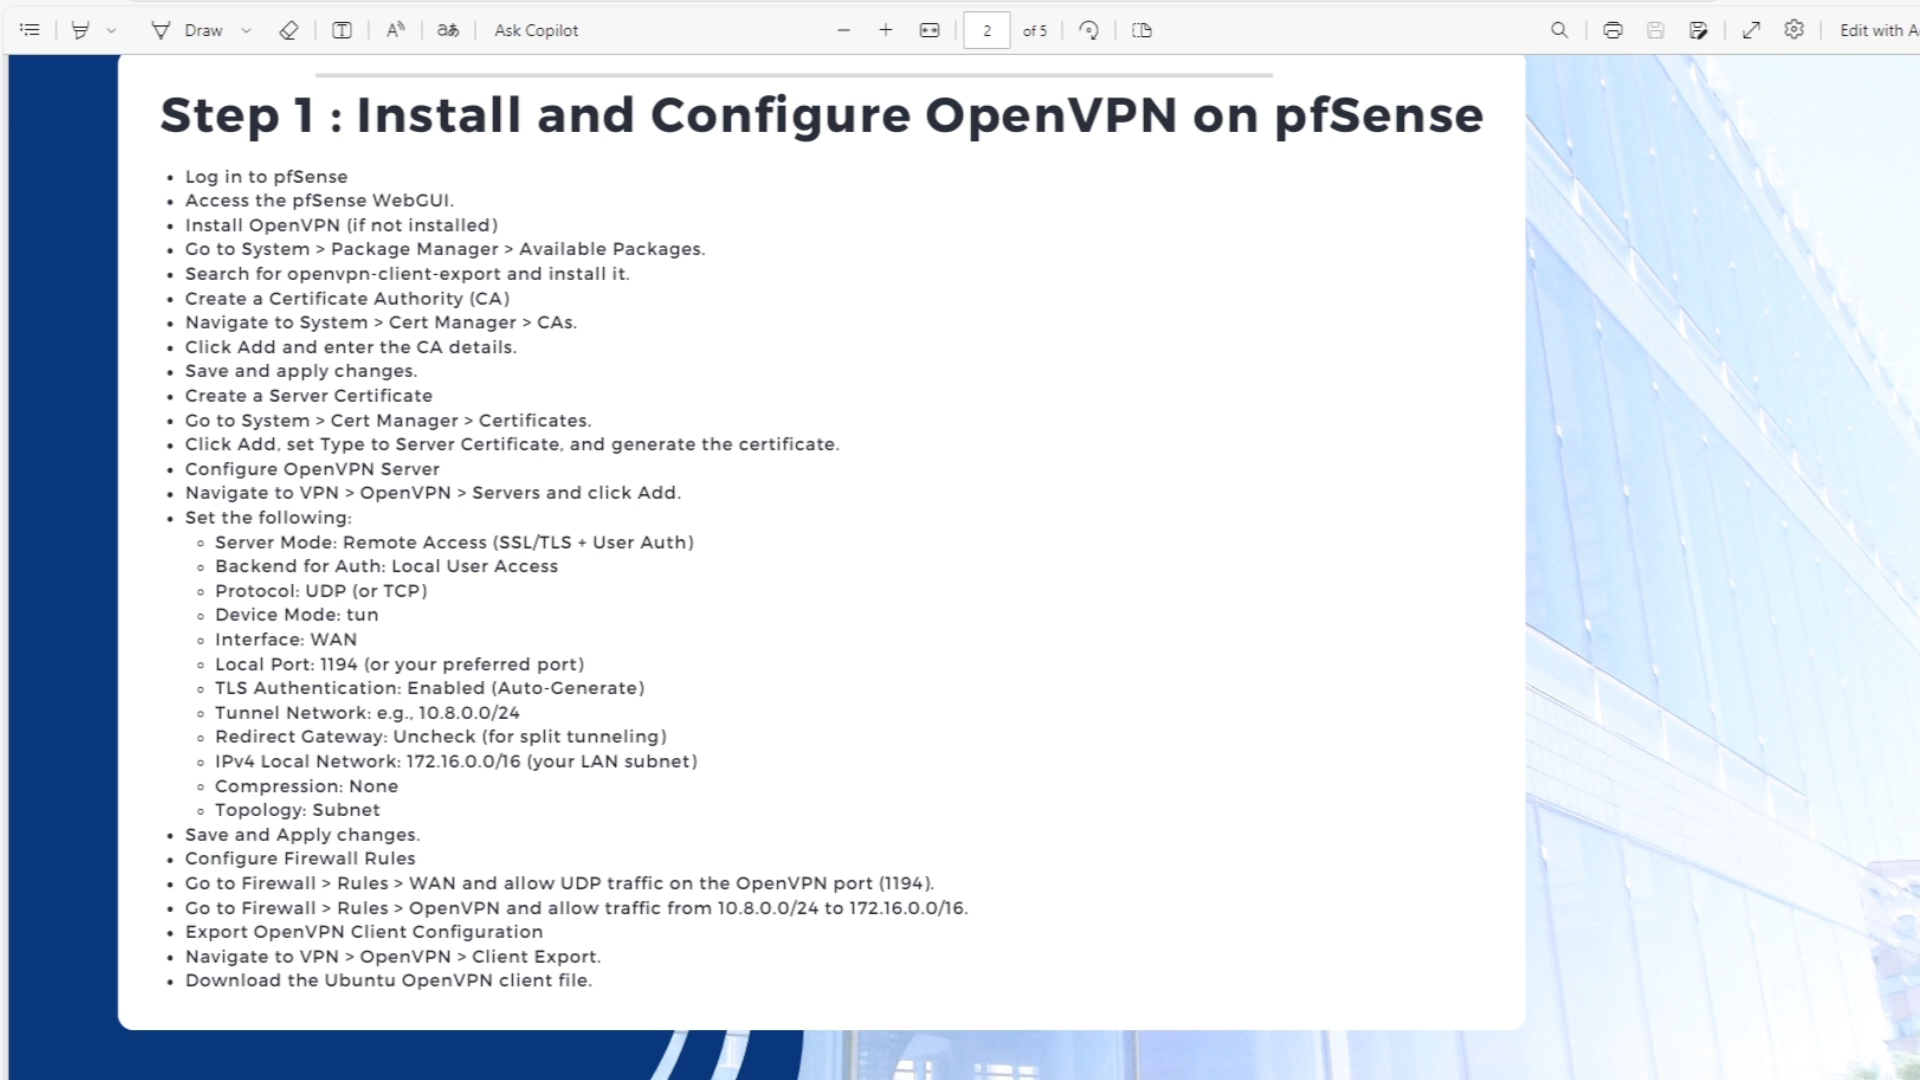 Draw
Ask Copilot
2 of 5
Edit with A
Step 1 : Install and Configure OpenVPN on pfSense
• Log in to pfSense
• Access the pfSense WebGUI.
• Install OpenVPN (if not installed)
• Go to System > Package Manager > Available Packages.
• Search for openvpn-client-export and install it.
• Create a Certificate Authority (CA)
• Navigate to System > Cert Manager > CAs.
• Click Add and enter the CA details.
• Save and apply changes.
• Create a Server Certificate
• Go to System > Cert Manager > Certificates.
• Click Add, set Type to Server Certificate, and generate the certificate.
• Configure OpenVPN Server
• Navigate to VPN > OpenVPN > Servers and click Add.
• Set the following:
◦ Server Mode: Remote Access (SSL/TLS + User Auth)
◦ Backend for Auth: Local User Access
◦ Protocol: UDP (or TCP)
◦ Device Mode: tun
◦ Interface: WAN
◦ Local Port: 1194 (or your preferred port)
◦ TLS Authentication: Enabled (Auto-Generate)
◦ Tunnel Network: e.g., 10.8.0.0/24
◦ Redirect Gateway: Uncheck (for split tunneling)
◦ IPv4 Local Network: 172.16.0.0/16 (your LAN subnet)
◦ Compression: None
◦ Topology: Subnet
• Save and Apply changes.
• Configure Firewall Rules
• Go to Firewall > Rules > WAN and allow UDP traffic on the OpenVPN port (1194).
• Go to Firewall > Rules > OpenVPN and allow traffic from 10.8.0.0/24 to 172.16.0.0/16.
• Export OpenVPN Client Configuration
• Navigate to VPN > OpenVPN > Client Export.
• Download the Ubuntu OpenVPN client file.